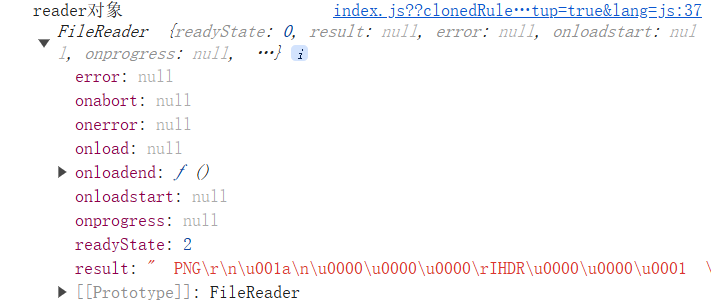 reader对象 index.js??clonedRule…tup=true&lang=js:37
▼ FileReader {readyState: 0, result: null, error: null, onloadstart: nul
l, onprogress: null, …} i
error: null
onabort: null
onerror: null
onload: null
▶ onloadend: ƒ ()
onloadstart: null
onprogress: null
readyState: 2
result: " PNG\r\n\u001a\n\u0000\u0000\u0000\rIHDR\u0000\u0000\u0001 \
▶ [[Prototype]]: FileReader